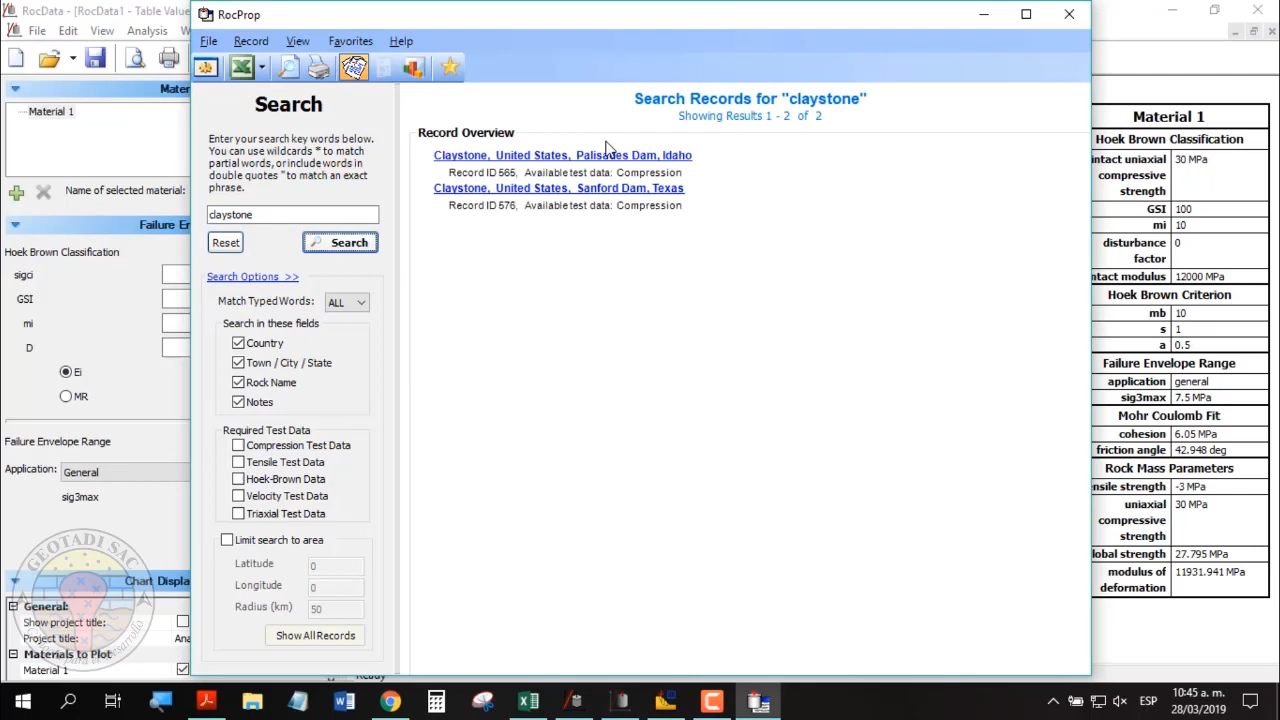 RocData - [RocData1 - Table Value
RocProp
File Edit View Analysis
File Record View Favorites Help
Mater
Material 1
Name of selected material:
Failure En
Hoek Brown Classification
sigci
GSI
mi
D
Ei
MR
Failure Envelope Range
Application: General
sig3max
Chart Displa
General:
Show project title:
Project title: Ana
Materials to Plot
Material 1
GEOTADI SAC
para el desarrollo
Search
Enter your search key words below.
You can use wildcards * to match
partial words, or include words in
double quotes " to match an exact
phrase.
claystone
Reset Search
Search Options >>
Match Typed Words: ALL
Search in these fields
Country
Town / City / State
Rock Name
Notes
Required Test Data
Compression Test Data
Tensile Test Data
Hoek-Brown Data
Velocity Test Data
Triaxial Test Data
Limit search to area
Latitude 0
Longitude 0
Radius (km) 50
Show All Records
Search Records for "claystone"
Showing Results 1 - 2 of 2
Record Overview
Claystone, United States, Palisades Dam, Idaho
Record ID 565, Available test data: Compression
Claystone, United States, Sanford Dam, Texas
Record ID 576, Available test data: Compression
Material 1
Hoek Brown Classification
intact uniaxial compressive strength 30 MPa
GSI 100
mi 10
disturbance factor 0
ntact modulus 12000 MPa
Hoek Brown Criterion
mb 10
s 1
a 0.5
Failure Envelope Range
application general
sig3max 7.5 MPa
Mohr Coulomb Fit
cohesion 6.05 MPa
friction angle 42.948 deg
Rock Mass Parameters
ensile strength -3 MPa
uniaxial compressive strength 30 MPa
lobal strength 27.795 MPa
modulus of deformation 11931.941 MPa
ESP
10:45 a. m.
28/03/2019